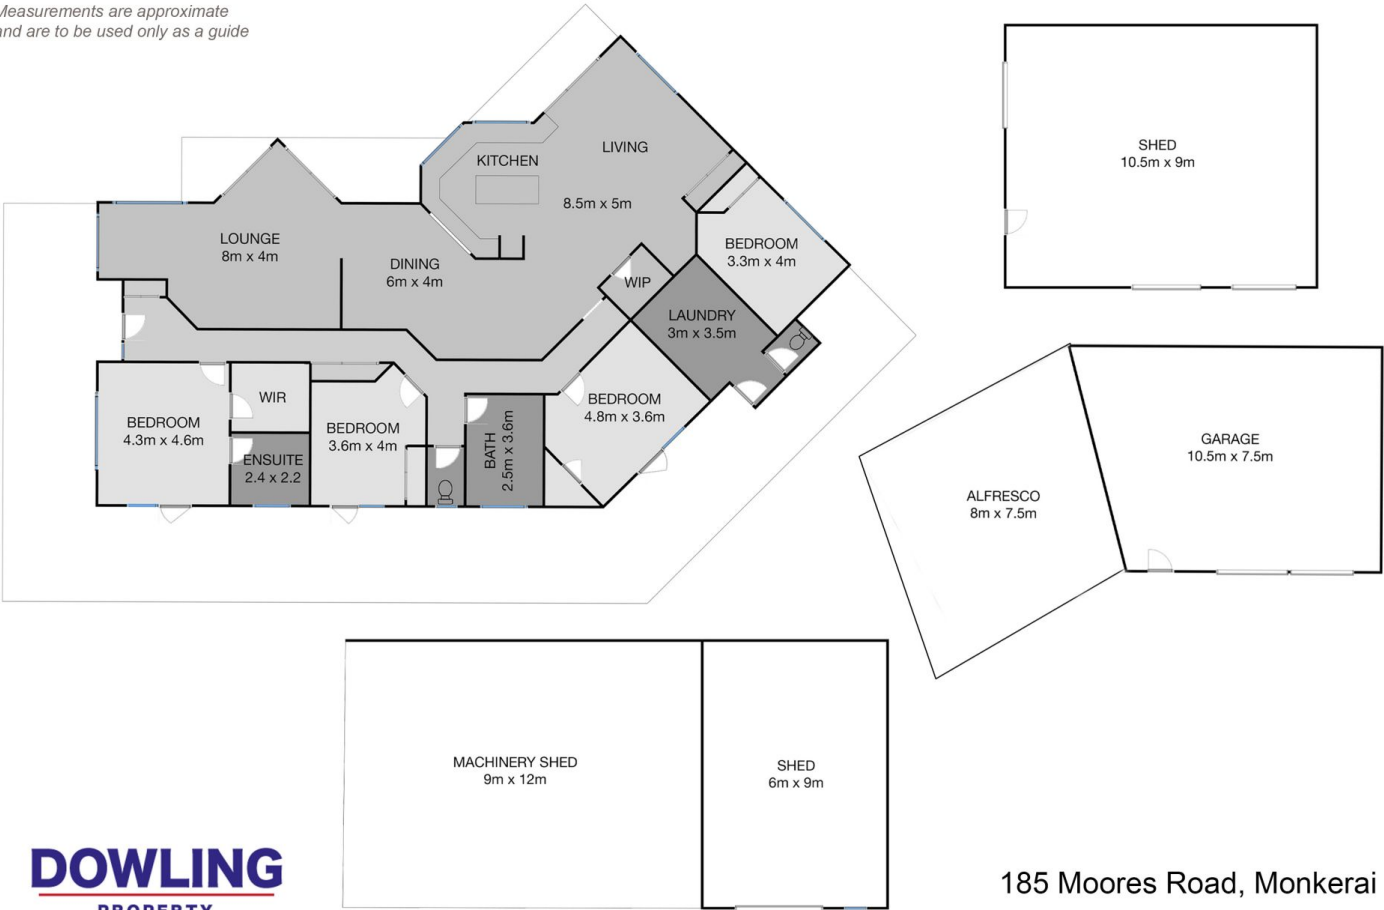 Measurements are approximate
and are to be used only as a guide
LIVING
KITCHEN
8.5m x 5m
LOUNGE
8m x 4m
DINING
6m x 4m
BEDROOM
3.3m x 4m
WIP
LAUNDRY
3m x 3.5m
BEDROOM
4.3m x 4.6m
WIR
ENSUITE
2.4 x 2.2
BEDROOM
3.6m x 4m
BATH
2.5m x 3.6m
BEDROOM
4.8m x 3.6m
SHED
10.5m x 9m
GARAGE
10.5m x 7.5m
ALFRESCO
8m x 7.5m
MACHINERY SHED
9m x 12m
SHED
6m x 9m
DOWLING
PROPERTY
185 Moores Road, Monkerai